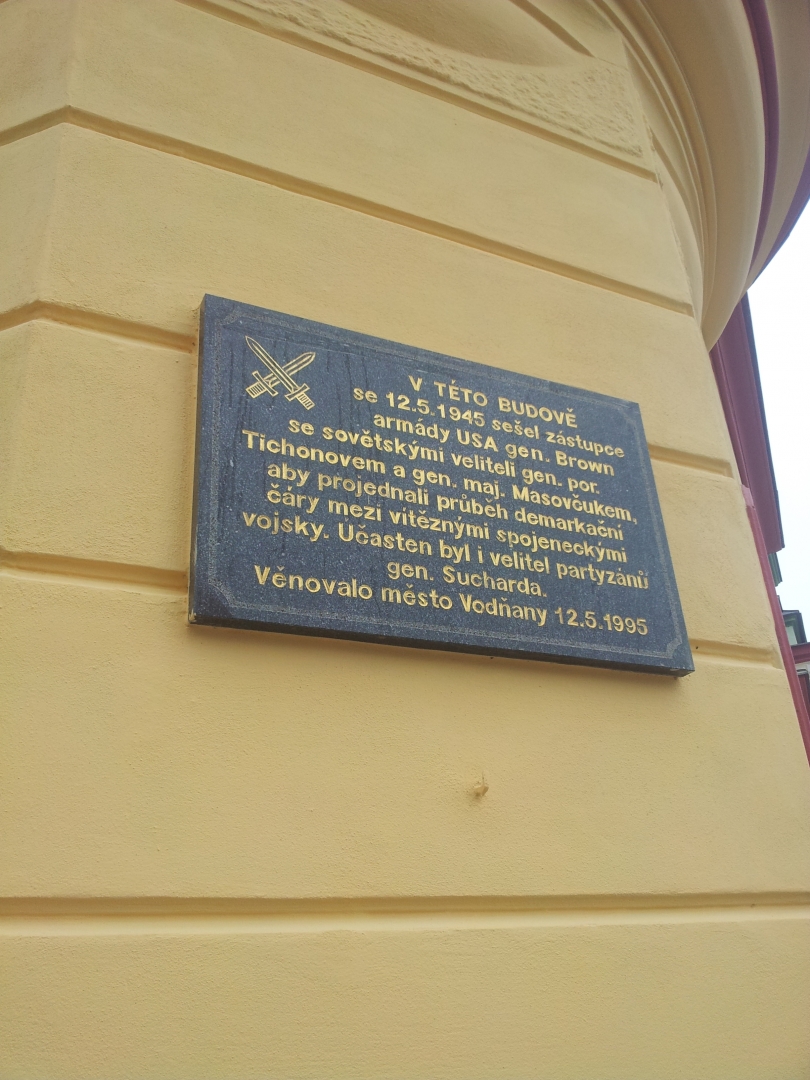 V TÉTO BUDOVĚ
se 12.5.1945 sešel zástupce
armády USA gen. Brown
se sovětskými veliteli gen. por.
Tichonovem a gen. maj. Masovčukem,
aby projednali průběh demarkační
čáry mezi vítěznými spojeneckými
vojsky. Účasten byl i velitel partyzánů
gen. Sucharda.
Věnovalo město Vodňany 12.5.1995